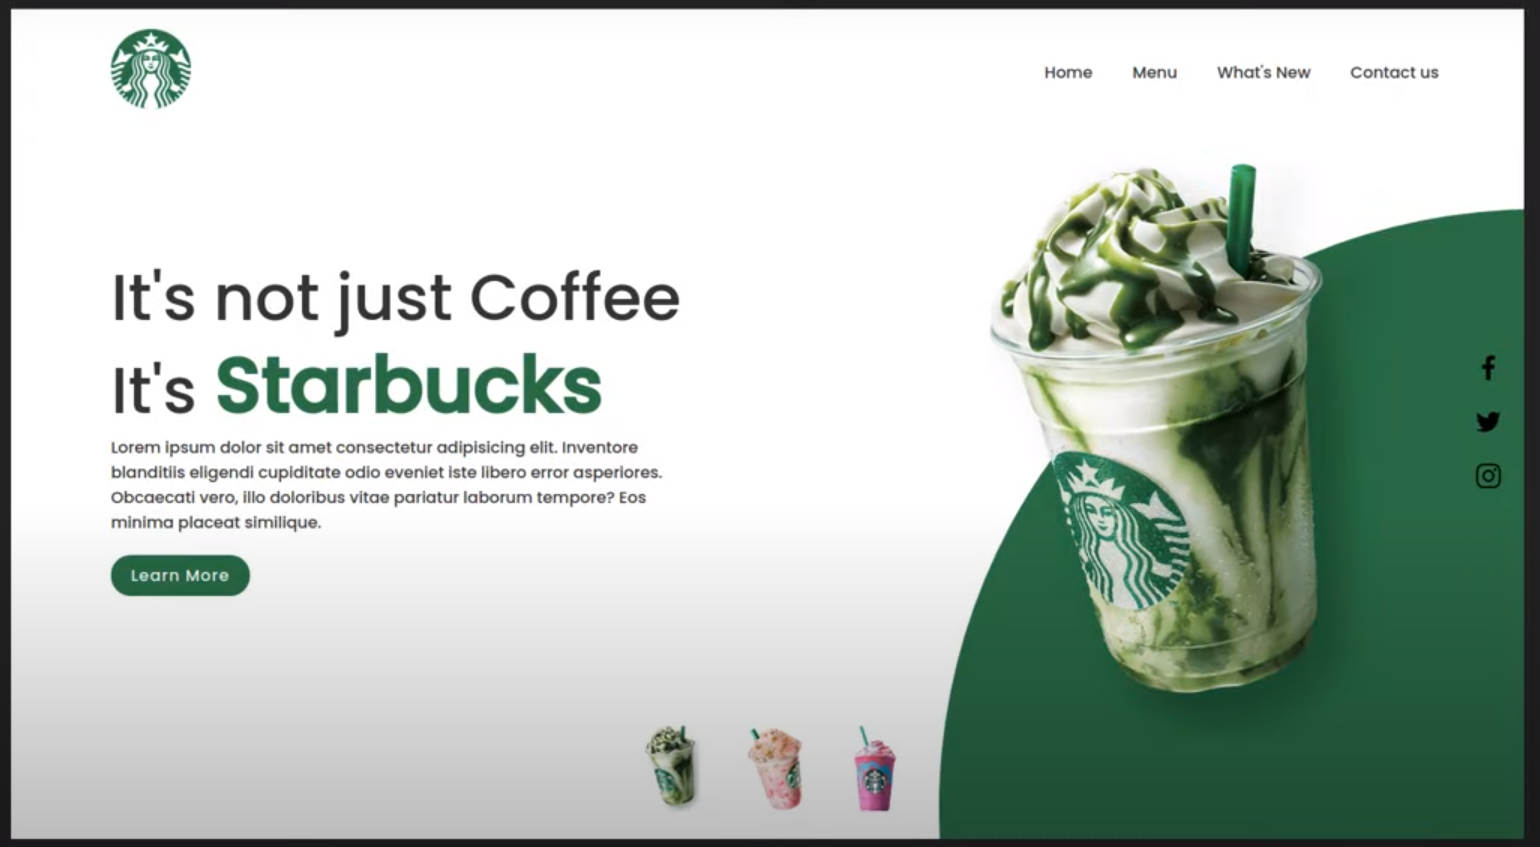 Home
Menu
What's New
Contact us
It's not just Coffee
It's Starbucks
Lorem ipsum dolor sit amet consectetur adipisicing elit. Inventore
blanditiis eligendi cupiditate odio eveniet iste libero error asperiores.
Obcaecati vero, illo doloribus vitae pariatur laborum tempore? Eos
minima placeat similique.
Learn More